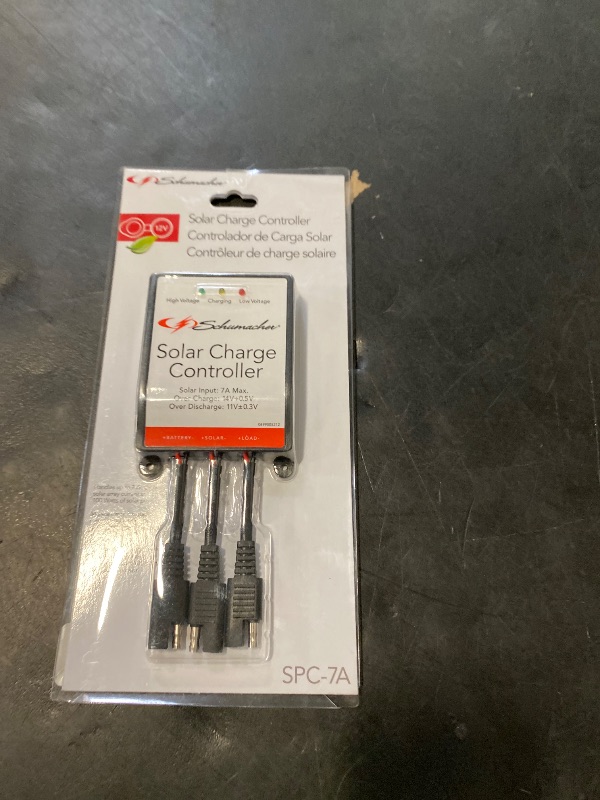 Schumacher
Solar Charge Controller
12V
Controlador de Carga Solar
Contrôleur de charge solaire
High Voltage Charging Low Voltage
Schumacher
Solar Charge
Controller
Solar Input: 7A Max.
Over Charge: 14V±0.5V
Over Discharge: 11V±0.3V
+BATTERY- +SOLAR- +LOAD-
SPC-7A